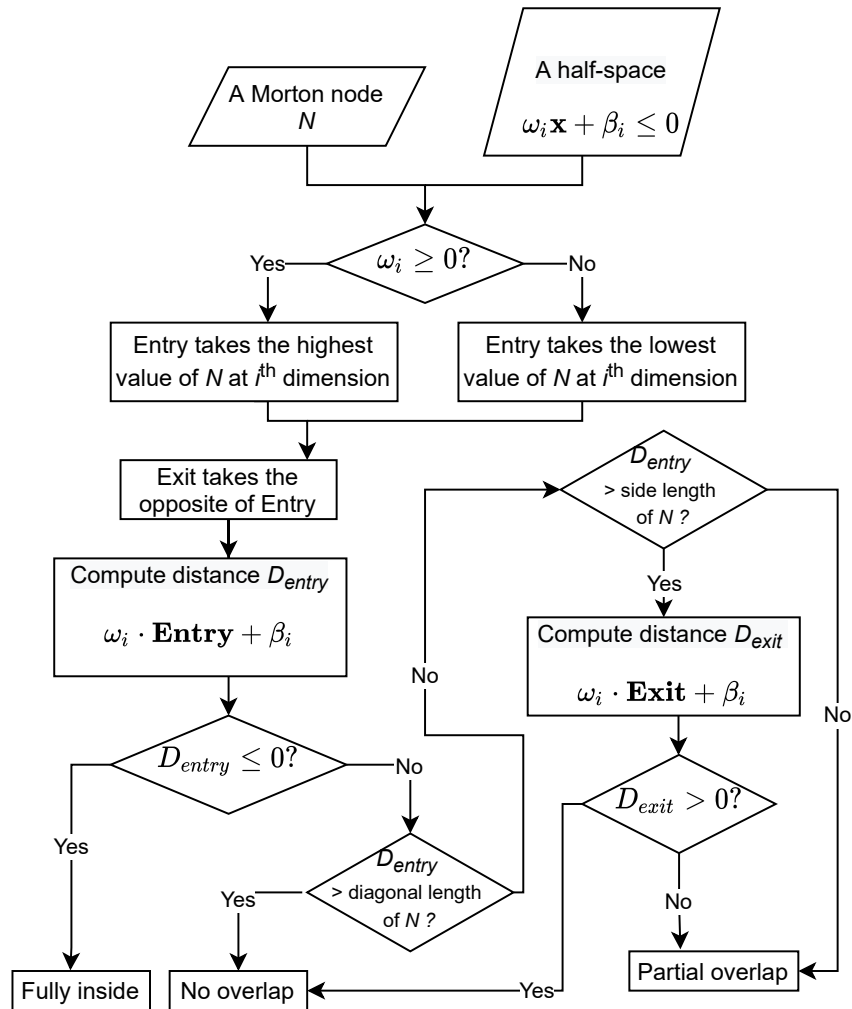 A Morton node
N
A half-space
ωᵢ𝐱 + βᵢ ≤ 0
ωᵢ ≥ 0?
Yes
No
Entry takes the highest
value of N at iᵗʰ dimension
Entry takes the lowest
value of N at iᵗʰ dimension
Exit takes the
opposite of Entry
Compute distance D_entry
ωᵢ · Entry + βᵢ
D_entry ≤ 0?
Yes
No
D_entry
> diagonal length
of N ?
Yes
No
D_entry
> side length
of N ?
Yes
No
Compute distance D_exit
ωᵢ · Exit + βᵢ
D_exit > 0?
No
Yes
Fully inside
No overlap
Partial overlap